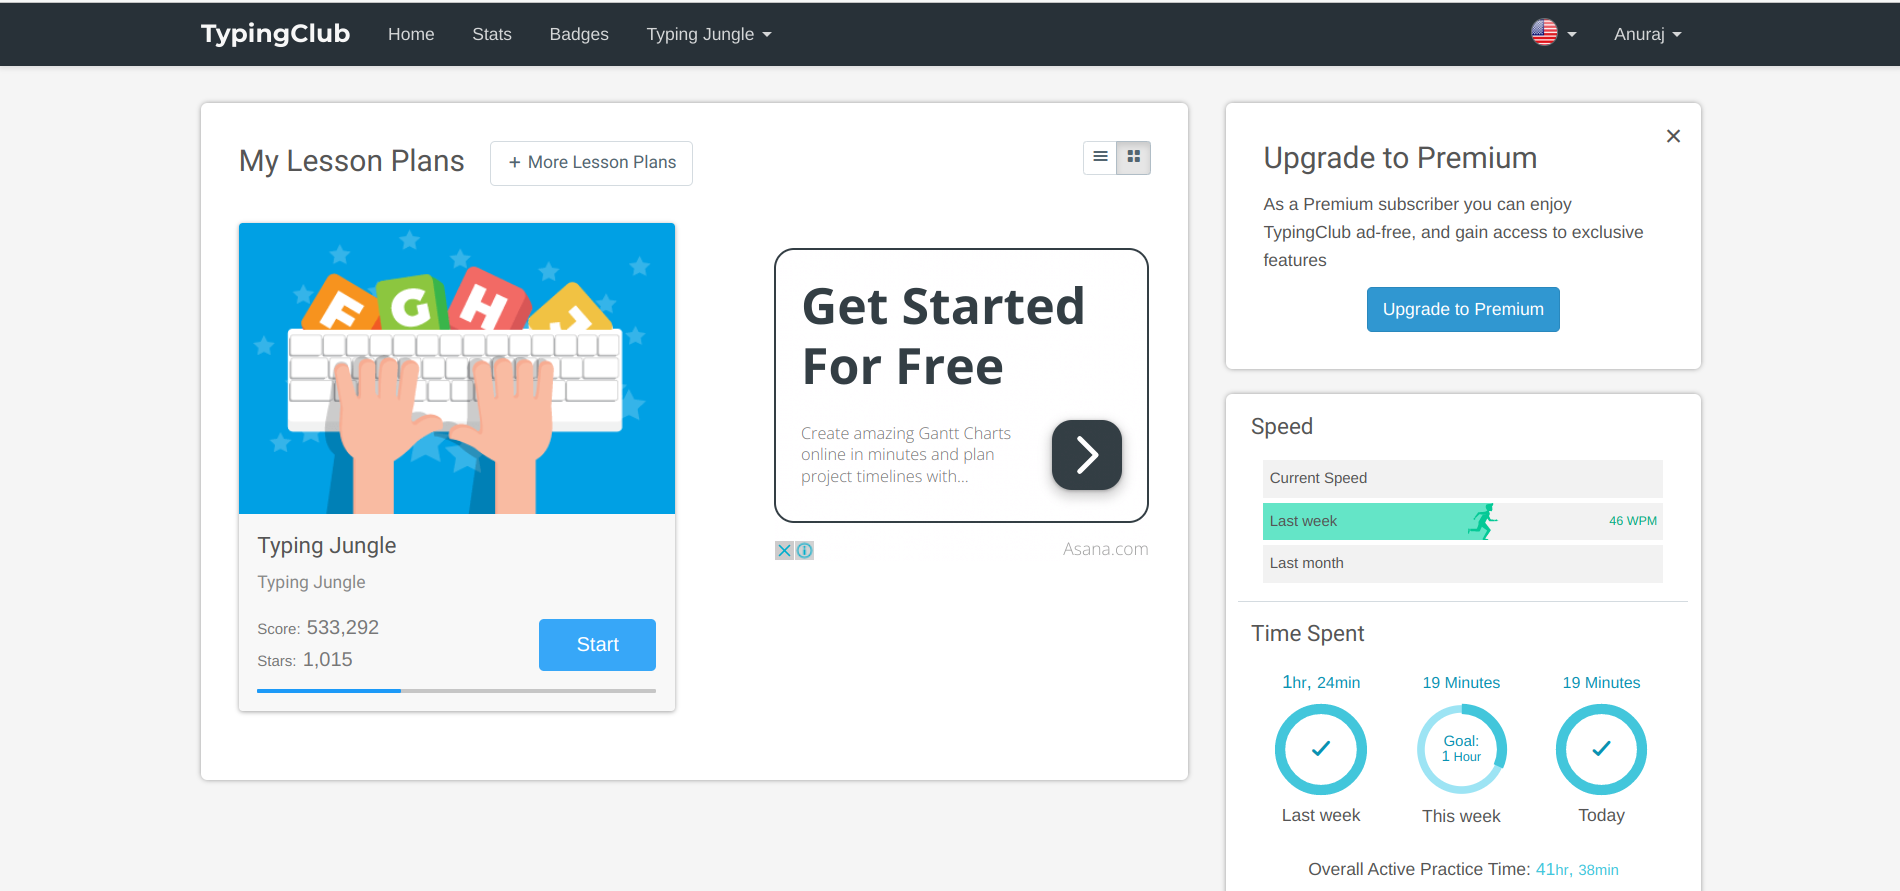 TypingClub Home Stats Badges Typing Jungle Anuraj
My Lesson Plans + More Lesson Plans
F G H J
Typing Jungle
Typing Jungle
Score: 533,292
Stars: 1,015
Start
Get Started
For Free
Create amazing Gantt Charts
online in minutes and plan
project timelines with...
Asana.com
Upgrade to Premium
As a Premium subscriber you can enjoy
TypingClub ad-free, and gain access to exclusive
features
Upgrade to Premium
Speed
Current Speed
Last week 46 WPM
Last month
Time Spent
1hr, 24min 19 Minutes 19 Minutes
Goal:
1 Hour
Last week This week Today
Overall Active Practice Time: 41hr, 38min